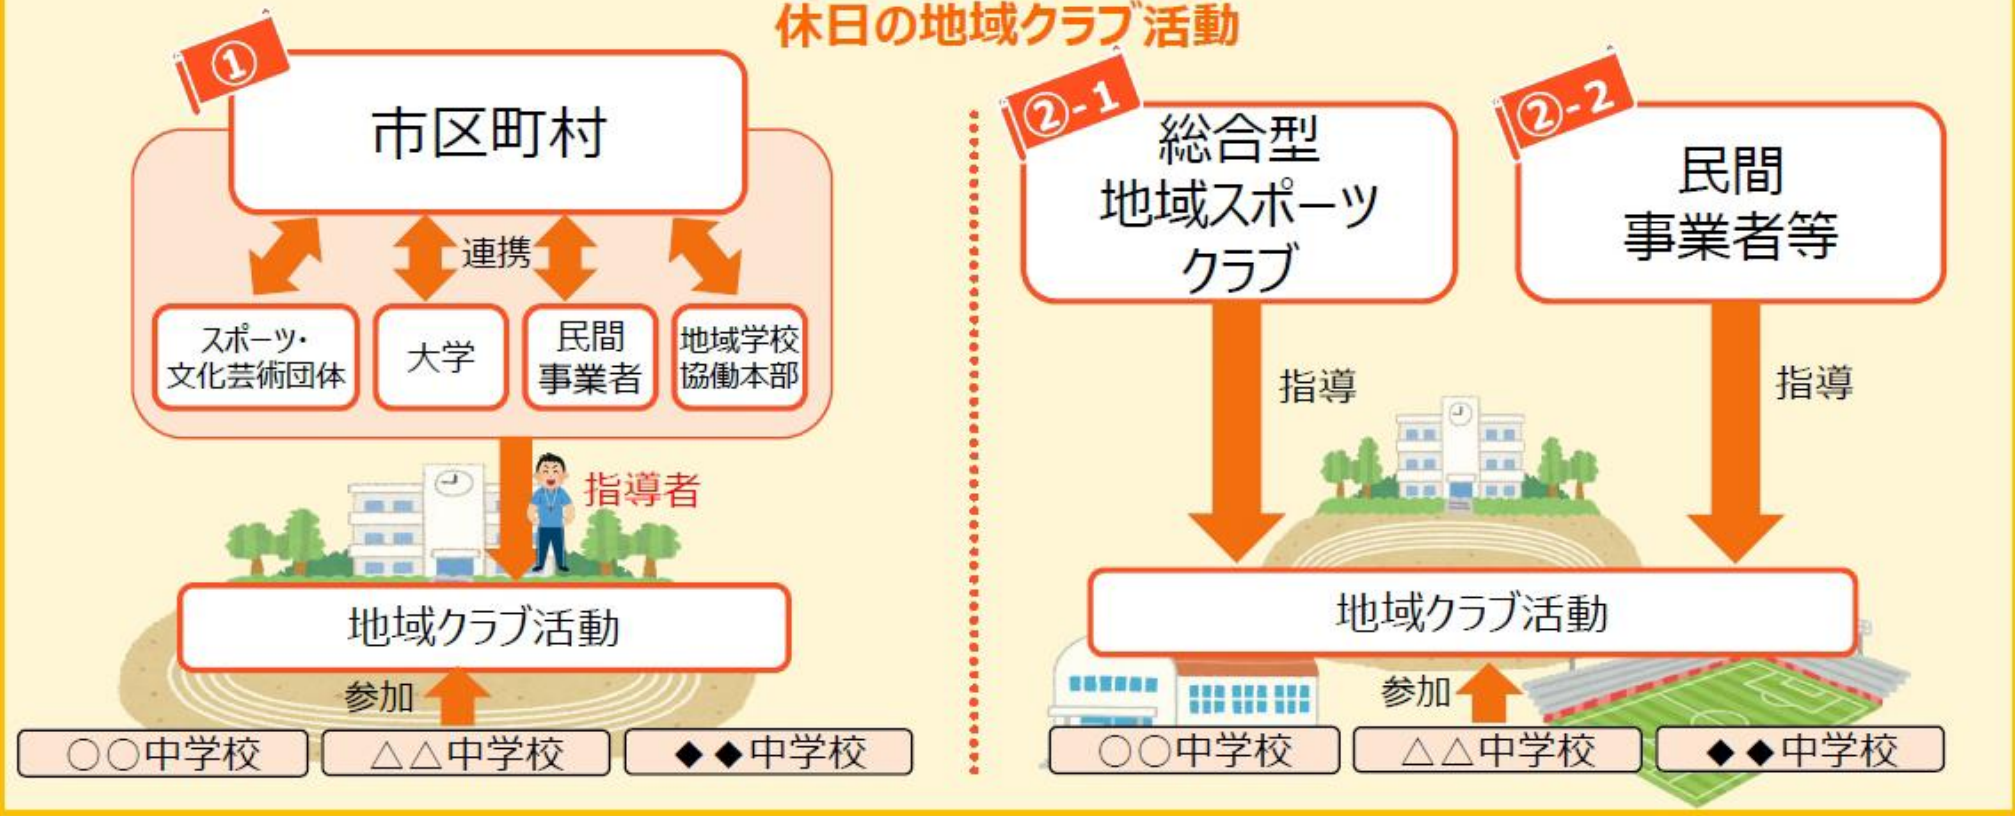 休日の地域クラブ活動
①
市区町村
連携
スポーツ・
文化芸術団体
大学
民間
事業者
地域学校
協働本部
指導者
地域クラブ活動
参加
○○中学校
△△中学校
◆◆中学校
②-1
総合型
地域スポーツ
クラブ
指導
②-2
民間
事業者等
指導
地域クラブ活動
参加
○○中学校
△△中学校
◆◆中学校